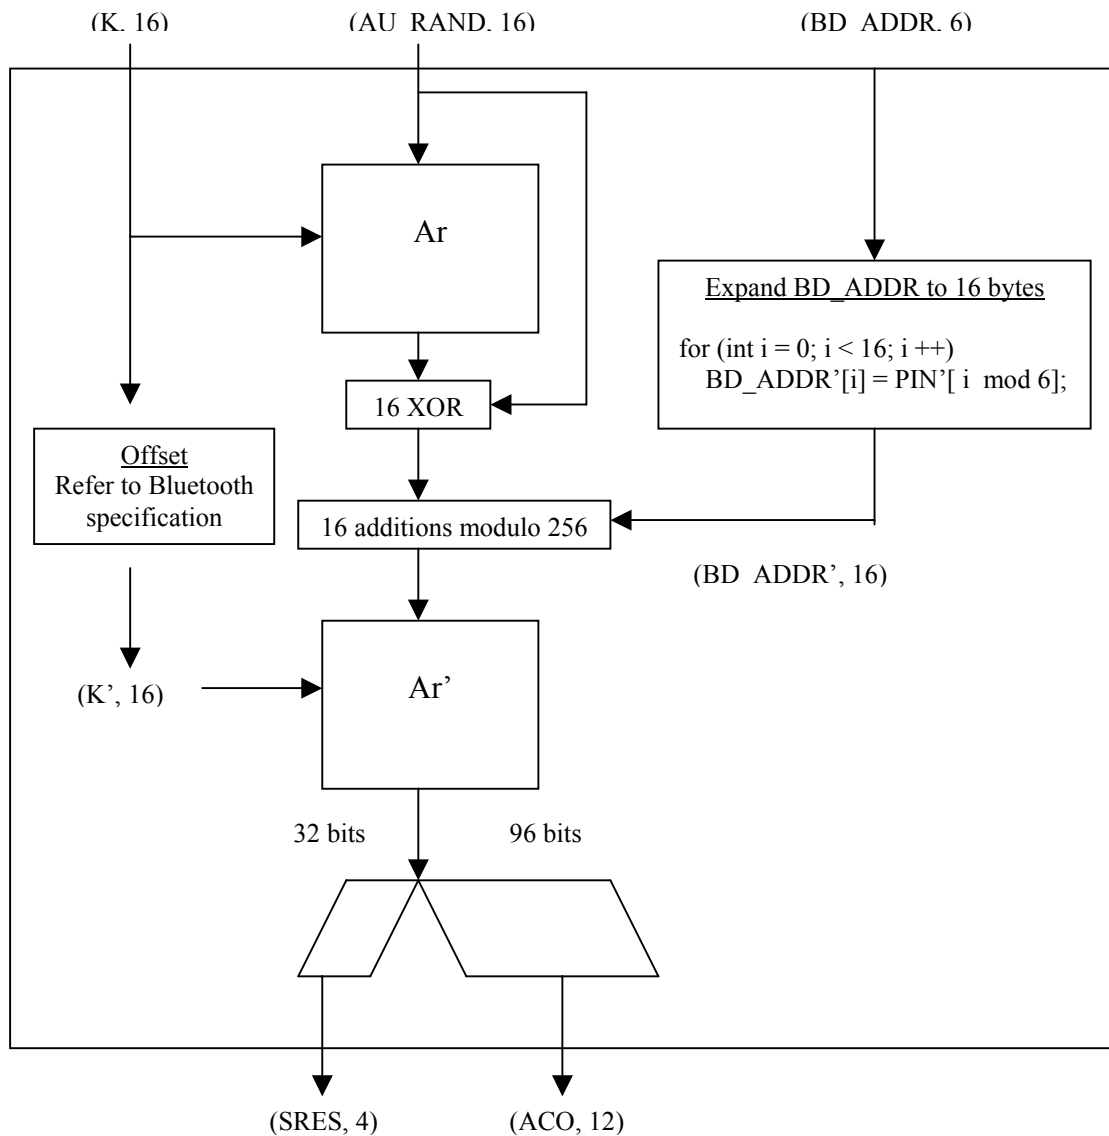 (K, 16)
(AU_RAND, 16)
(BD_ADDR, 6)
Ar
Expand BD_ADDR to 16 bytes
for (int i = 0; i < 16; i ++)
BD_ADDR’[i] = PIN’[ i mod 6];
16 XOR
Offset
Refer to Bluetooth
specification
16 additions modulo 256
(BD_ADDR’, 16)
(K’, 16)
Ar’
32 bits
96 bits
(SRES, 4)
(ACO, 12)